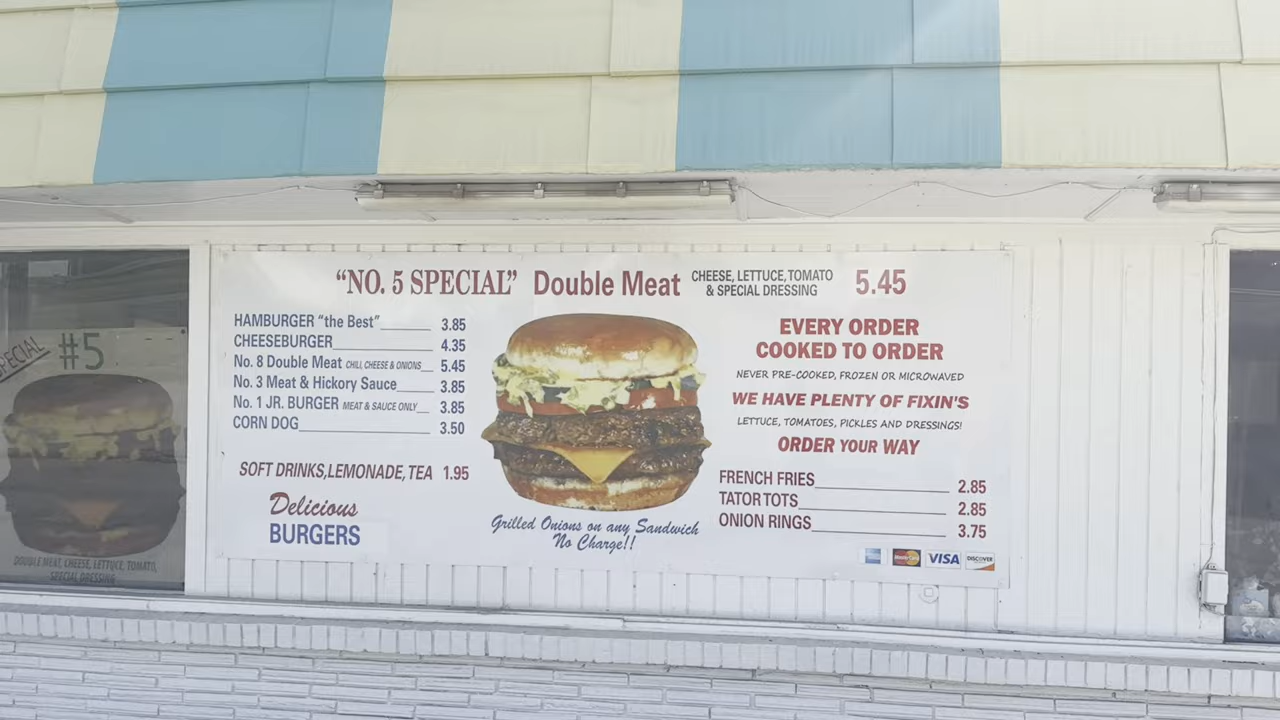 "NO. 5 SPECIAL" Double Meat CHEESE, LETTUCE, TOMATO & SPECIAL DRESSING 5.45
HAMBURGER "the Best" 3.85
CHEESEBURGER 4.35
No. 8 Double Meat CHILI, CHEESE & ONIONS 5.45
No. 3 Meat & Hickory Sauce 3.85
No. 1 JR. BURGER MEAT & SAUCE ONLY 3.85
CORN DOG 3.50
SOFT DRINKS, LEMONADE, TEA 1.95
Delicious
BURGERS
Grilled Onions on any Sandwich
No Charge!!
EVERY ORDER
COOKED TO ORDER
NEVER PRE-COOKED, FROZEN OR MICROWAVED
WE HAVE PLENTY OF FIXIN'S
LETTUCE, TOMATOES, PICKLES AND DRESSINGS!
ORDER YOUR WAY
FRENCH FRIES 2.85
TATOR TOTS 2.85
ONION RINGS 3.75
MasterCard VISA DISCOVER
SPECIAL #5
DOUBLE MEAT, CHEESE, LETTUCE, TOMATO,
SPECIAL DRESSING